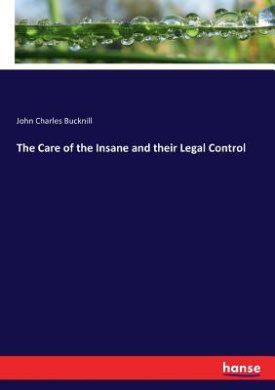 John Charles Bucknill
The Care of the Insane and their Legal Control
hanse